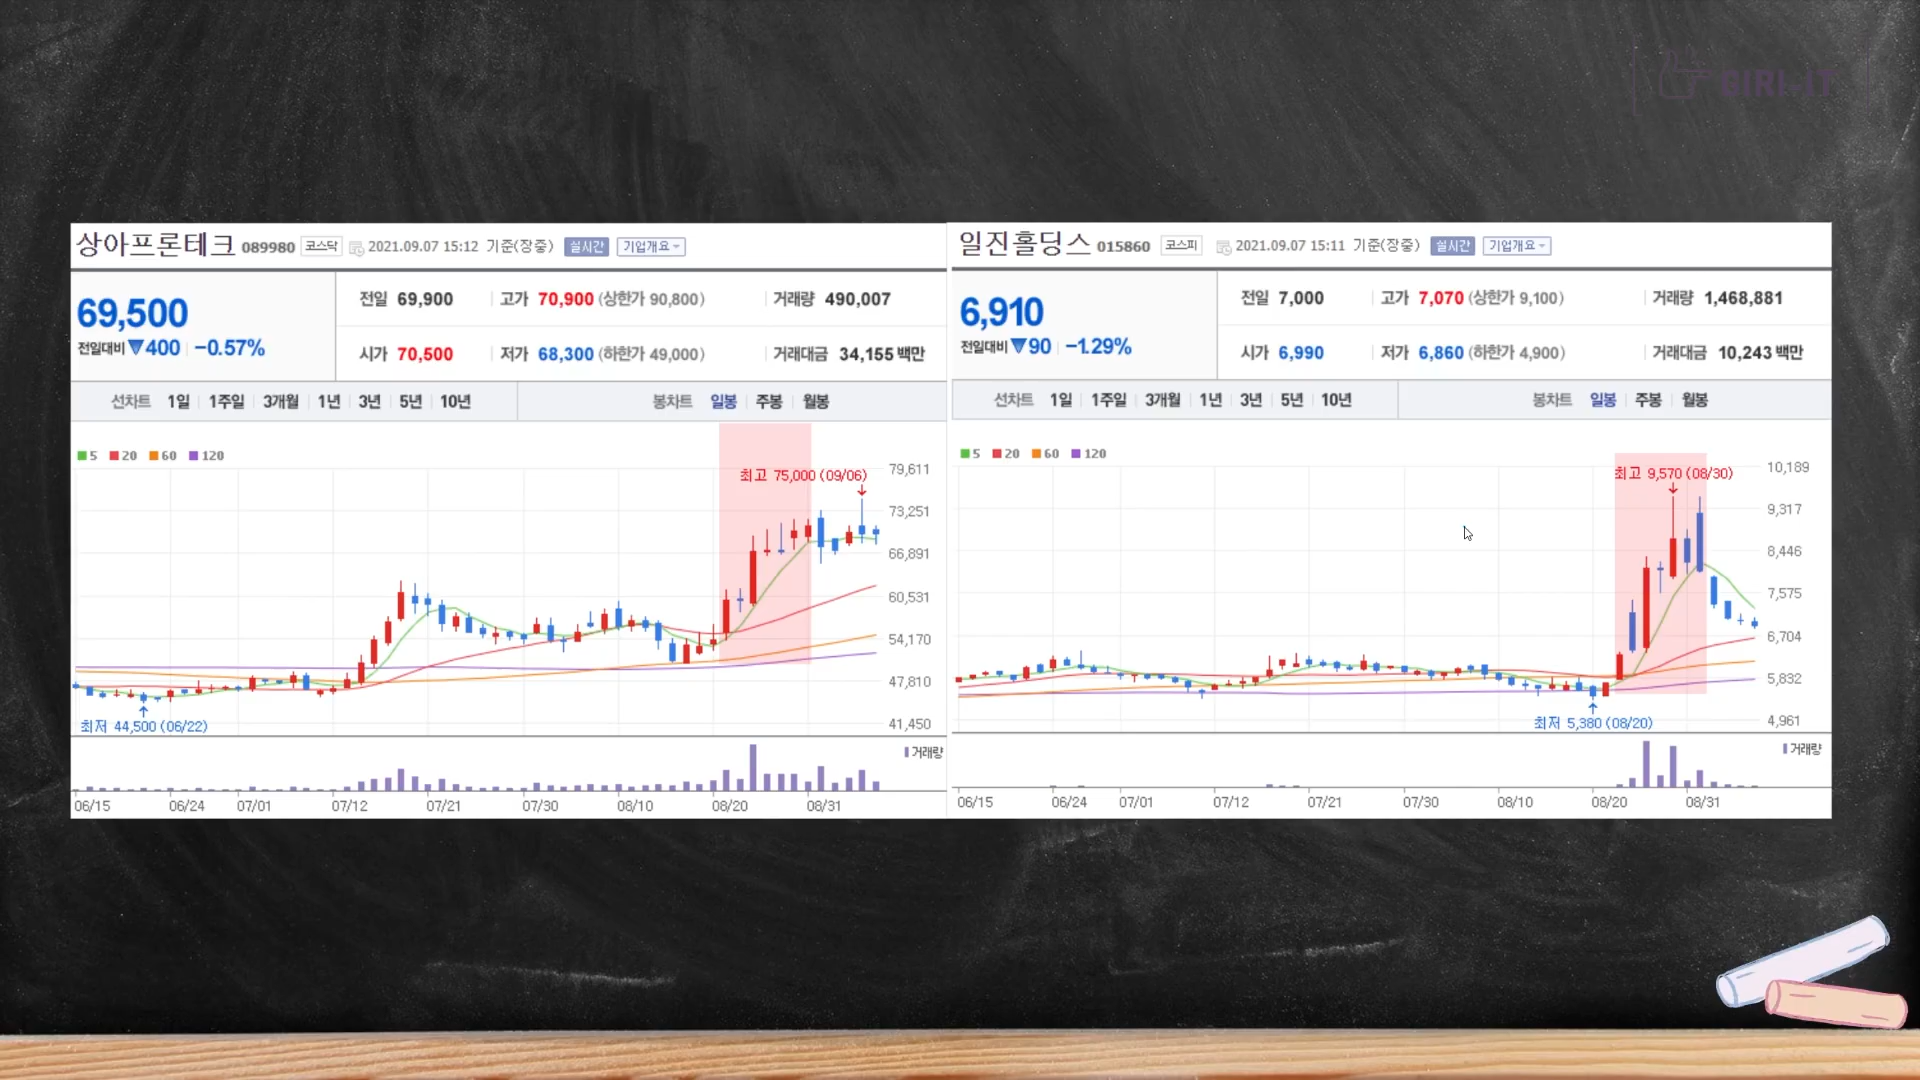 GIRI-IT
상아프론테크 089980 코스닥 2021.09.07 15:12 기준(장중) 실시간 기업개요
69,500
전일대비 ▼400 -0.57%
전일 69,900 고가 70,900 (상한가 90,800) 거래량 490,007
시가 70,500 저가 68,300 (하한가 49,000) 거래대금 34,155 백만
선차트 1일 1주일 3개월 1년 3년 5년 10년 봉차트 일봉 주봉 월봉
5 20 60 120
최고 75,000 (09/06)
79,611
73,251
66,891
60,531
54,170
47,810
41,450
최저 44,500 (06/22)
거래량
06/15 06/24 07/01 07/12 07/21 07/30 08/10 08/20 08/31
일진홀딩스 015860 코스피 2021.09.07 15:11 기준(장중) 실시간 기업개요
6,910
전일대비 ▼90 -1.29%
전일 7,000 고가 7,070 (상한가 9,100) 거래량 1,468,881
시가 6,990 저가 6,860 (하한가 4,900) 거래대금 10,243 백만
선차트 1일 1주일 3개월 1년 3년 5년 10년 봉차트 일봉 주봉 월봉
5 20 60 120
최고 9,570 (08/30)
10,189
9,317
8,446
7,575
6,704
5,832
4,961
최저 5,380 (08/20)
거래량
06/15 06/24 07/01 07/12 07/21 07/30 08/10 08/20 08/31